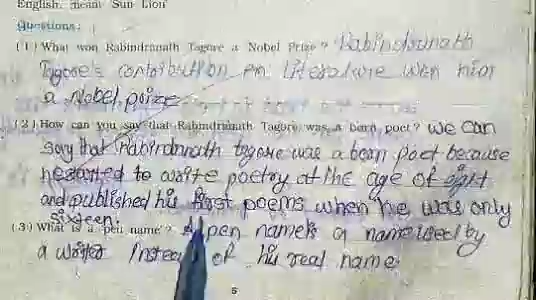 English, mean Sun Lion
Questions:
(1) What won Rabindranath Tagore a Nobel Prize? Rabindranath
Tagore's contribution in literature won him
a Nobel prize
(2) How can you say that Rabindranath Tagore was a born poet? we can
say that Rabindranath tagore was a born poet because
he started to write poetry at the age of eight
and published his first poems when he was only
sixteen.
(3) What is a pen name? A pen name is a name used by
a writer instead of his real name.
5